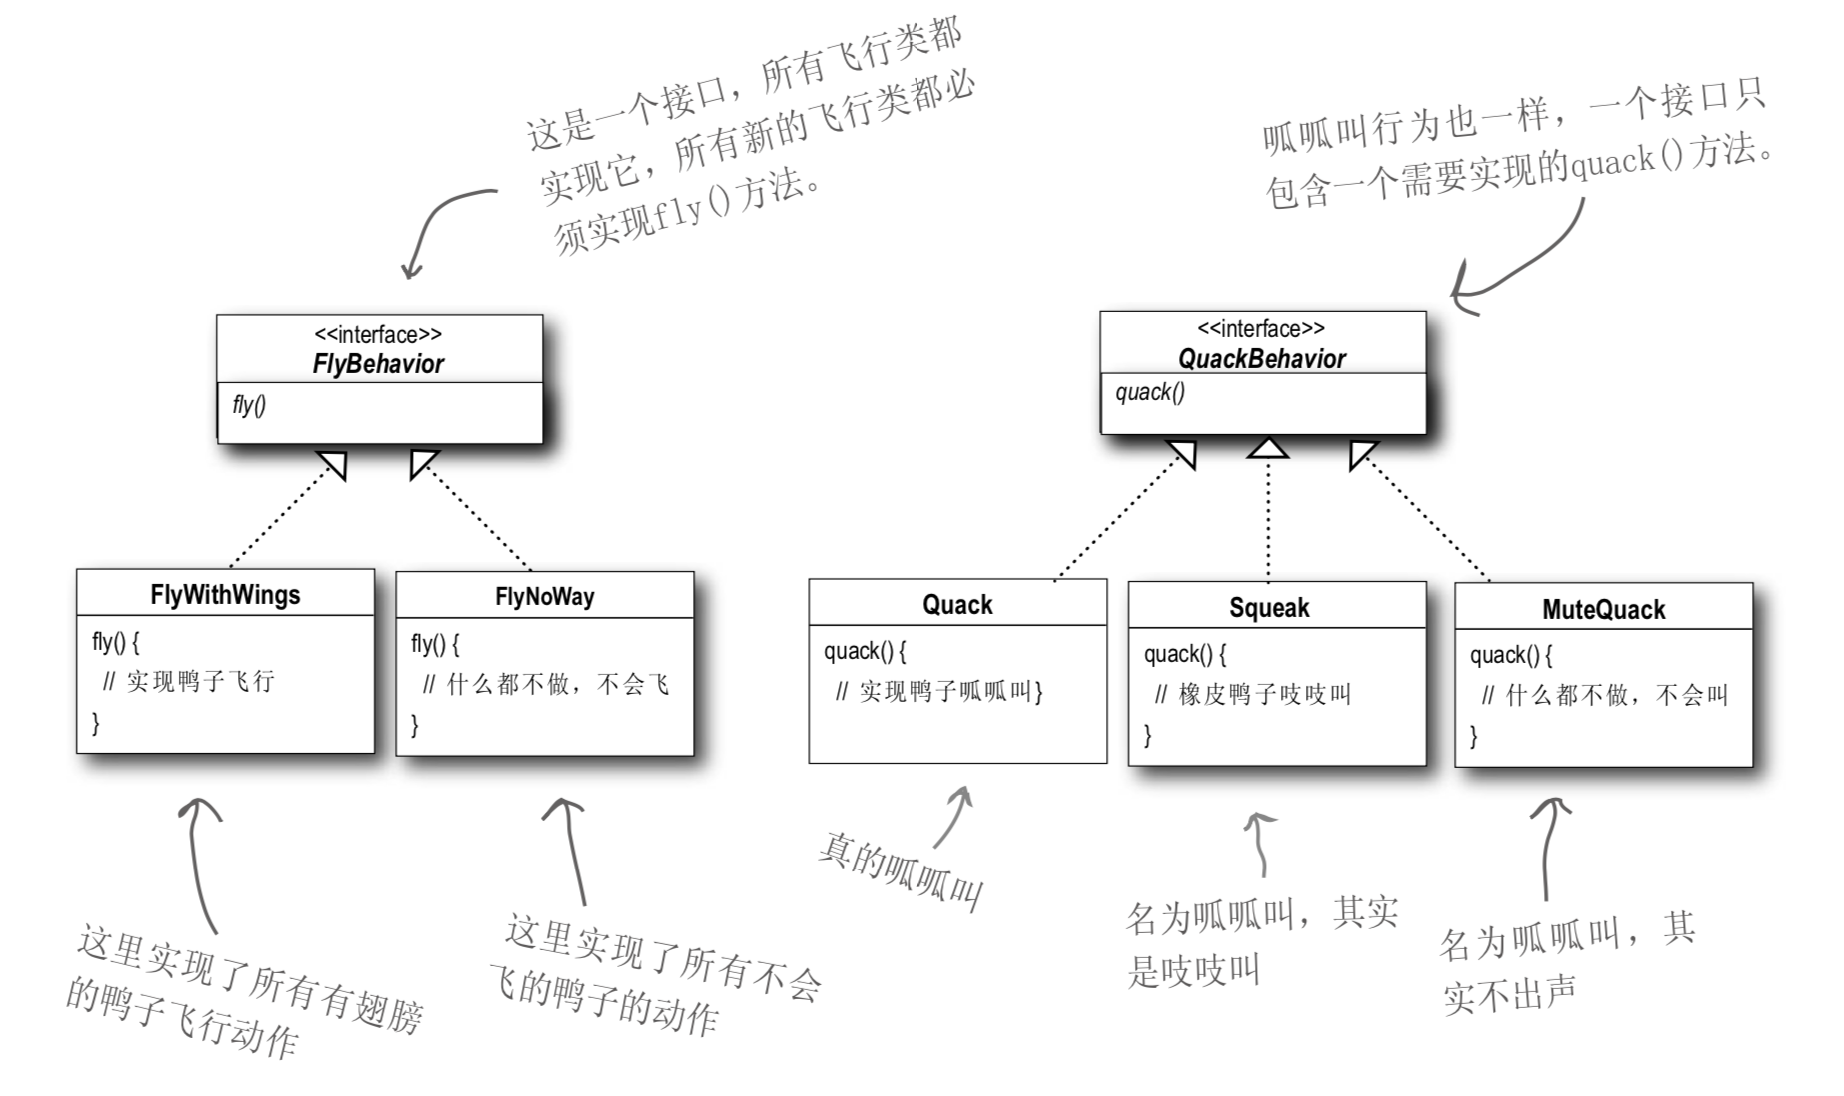 这是一个接口，所有飞行类都
实现它，所有新的飞行类都必
须实现fly()方法。
呱呱叫行为也一样，一个接口只
包含一个需要实现的quack()方法。
<<interface>>
FlyBehavior
fly()
<<interface>>
QuackBehavior
quack()
FlyWithWings
fly() {
// 实现鸭子飞行
}
FlyNoWay
fly() {
// 什么都不做，不会飞
}
Quack
quack() {
// 实现鸭子呱呱叫}
Squeak
quack() {
// 橡皮鸭子吱吱叫
}
MuteQuack
quack() {
// 什么都不做，不会叫
}
这里实现了所有有翅膀
的鸭子飞行动作
这里实现了所有不会
飞的鸭子的动作
真的呱呱叫
名为呱呱叫，其实
是吱吱叫
名为呱呱叫，其
实不出声